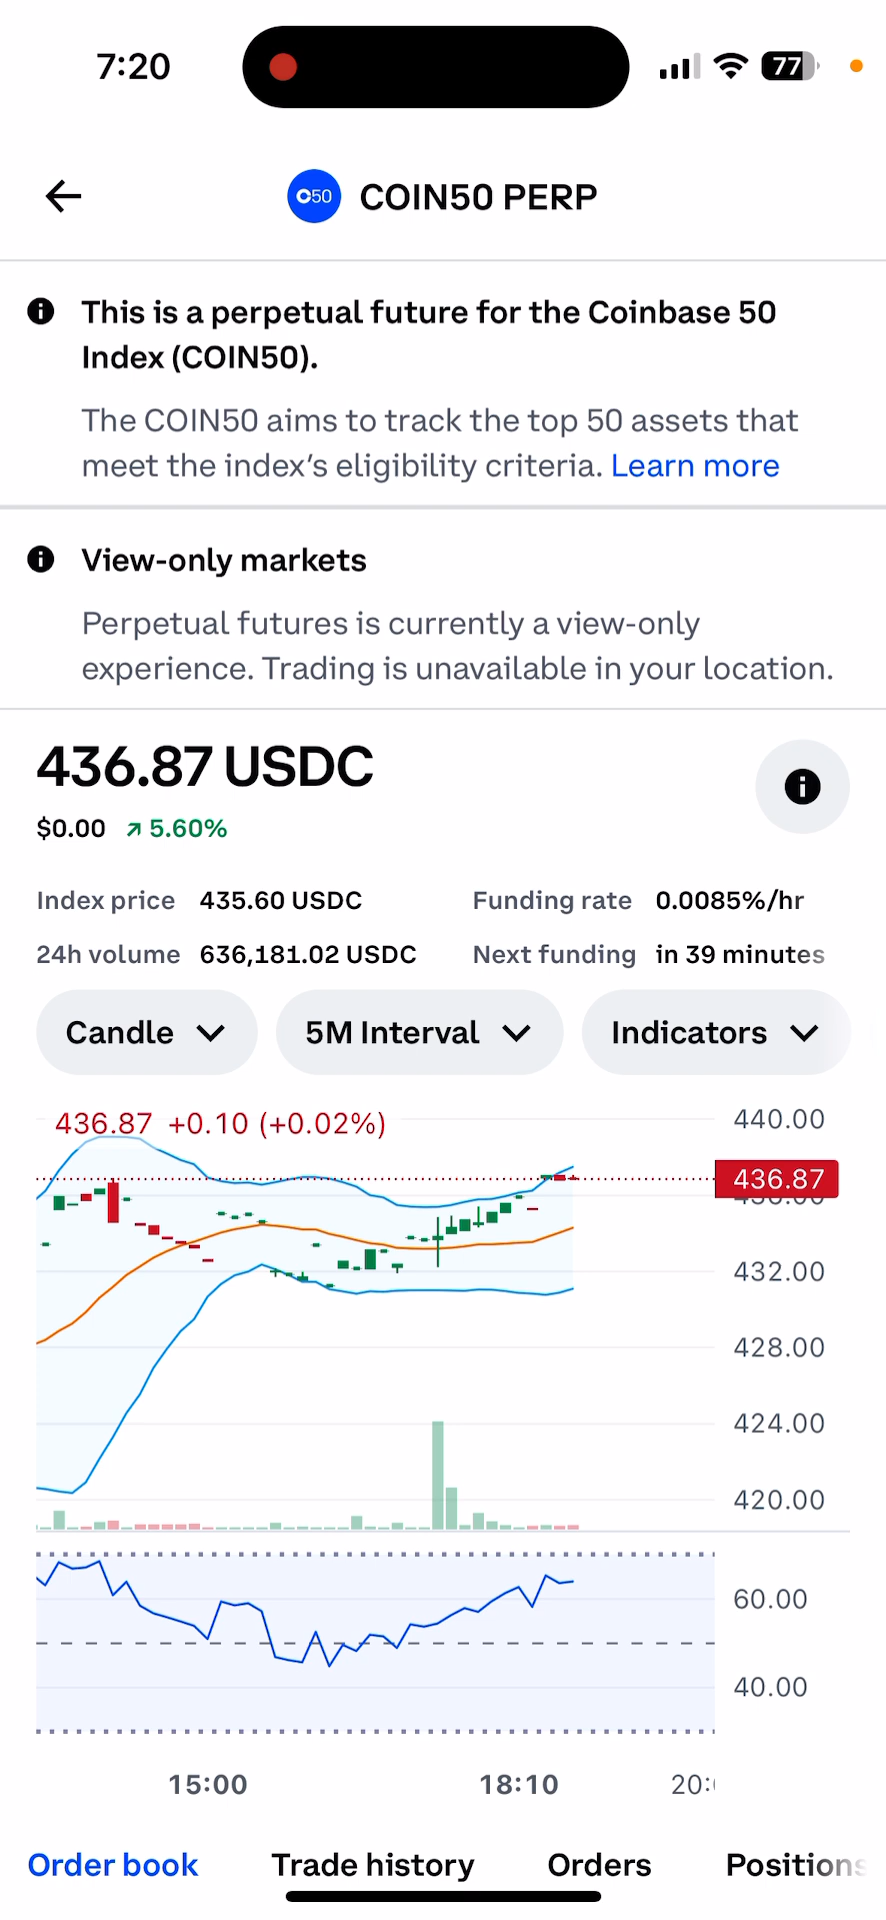 7:20
77
C50 COIN50 PERP
This is a perpetual future for the Coinbase 50
Index (COIN50).
The COIN50 aims to track the top 50 assets that
meet the index’s eligibility criteria. Learn more
View-only markets
Perpetual futures is currently a view-only
experience. Trading is unavailable in your location.
436.87 USDC
$0.00 ↗ 5.60%
Index price 435.60 USDC Funding rate 0.0085%/hr
24h volume 636,181.02 USDC Next funding in 39 minutes
Candle 5M Interval Indicators
436.87 +0.10 (+0.02%)
440.00
436.87
432.00
428.00
424.00
420.00
60.00
40.00
15:00 18:10
Order book Trade history Orders Positions